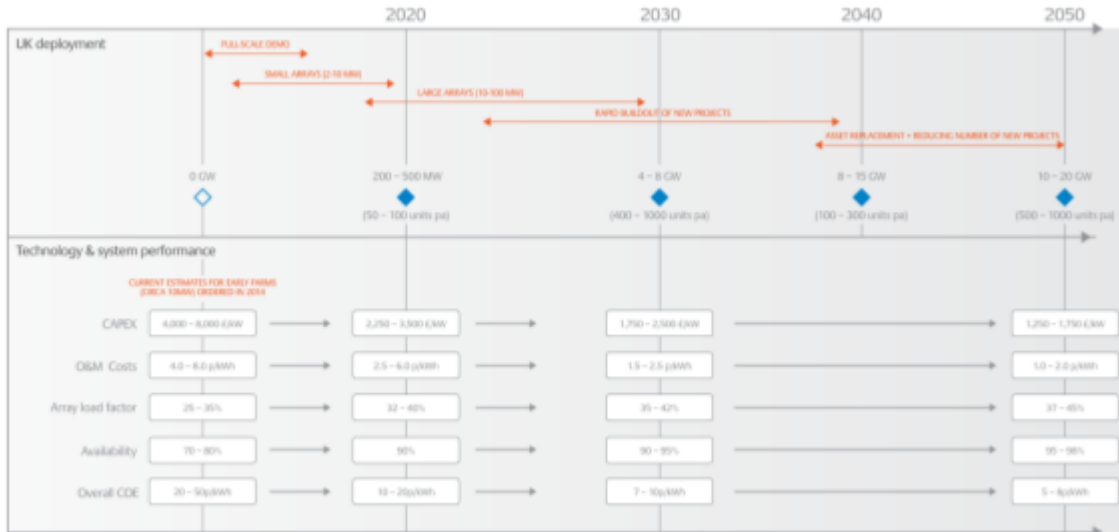 2020 2030 2040 2050
UK deployment
FULL SCALE DEMO
SMALL ARRAYS (2-10 MW)
LARGE ARRAYS (10-100 MW)
RAPID BUILDOUT OF NEW PROJECTS
ASSET REPLACEMENT + REDUCING NUMBER OF NEW PROJECTS
0 GW 200 – 500 MW 4 – 8 GW 8 – 15 GW 10 – 20 GW
(50 – 100 units pa) (400 – 1000 units pa) (100 – 300 units pa) (500 – 1000 units pa)
Technology & system performance
CURRENT ESTIMATES FOR EARLY FARMS
(CIRCA 10MW) ORDERED IN 2014
CAPEX 4,000 – 8,000 £/kW 2,250 – 3,500 £/kW 1,750 – 2,500 £/kW 1,250 – 1,750 £/kW
O&M Costs 4.0 – 8.0 p/kWh 2.5 – 6.0 p/kWh 1.5 – 2.5 p/kWh 1.0 – 2.0 p/kWh
Array load factor 25 – 35% 32 – 40% 35 – 42% 37 – 45%
Availability 70 – 80% 90% 90 – 95% 95 – 98%
Overall COE 20 – 50p/kWh 10 – 20p/kWh 7 – 10p/kWh 5 – 8p/kWh